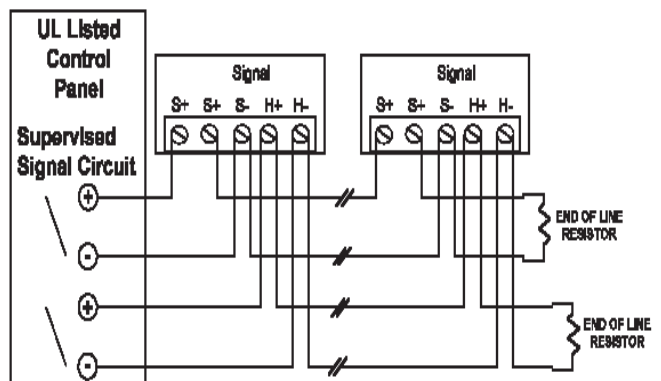 UL Listed
Control
Panel
Supervised
Signal Circuit
+
-
+
-
Signal
S+ S+ S- H+ H-
Signal
S+ S+ S- H+ H-
END OF LINE
RESISTOR
END OF LINE
RESISTOR